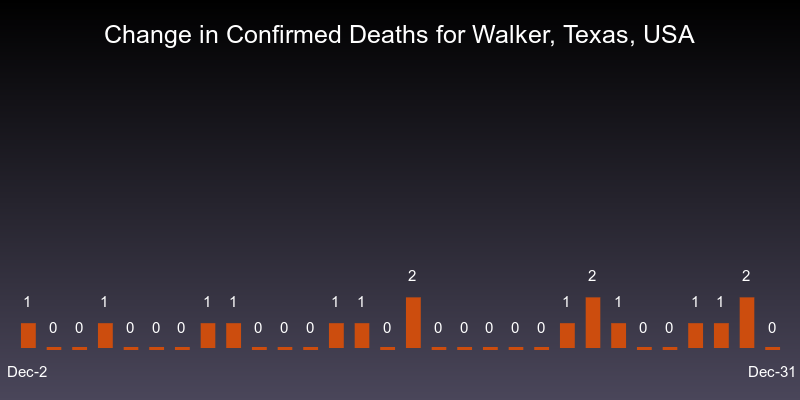 Change in Confirmed Deaths for Walker, Texas, USA
1 0 0 1 0 0 0 1 1 0 0 0 1 1 0 2 0 0 0 0 0 1 2 1 0 0 1 1 2 0
Dec-2 Dec-31